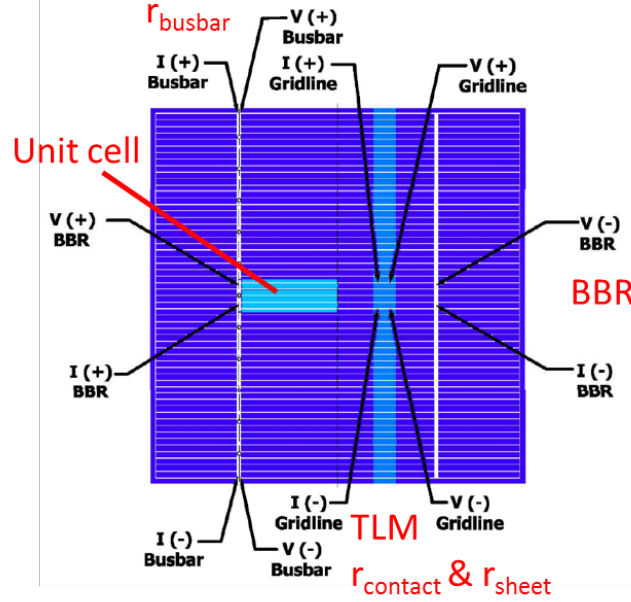 r_busbar
V (+)
Busbar
I (+)
Busbar
I (+)
Gridline
V (+)
Gridline
Unit cell
V (+)
BBR
V (-)
BBR
BBR
I (+)
BBR
I (-)
BBR
I (-)
Gridline
V (-)
Gridline
TLM
I (-)
Busbar
V (-)
Busbar
r_contact & r_sheet